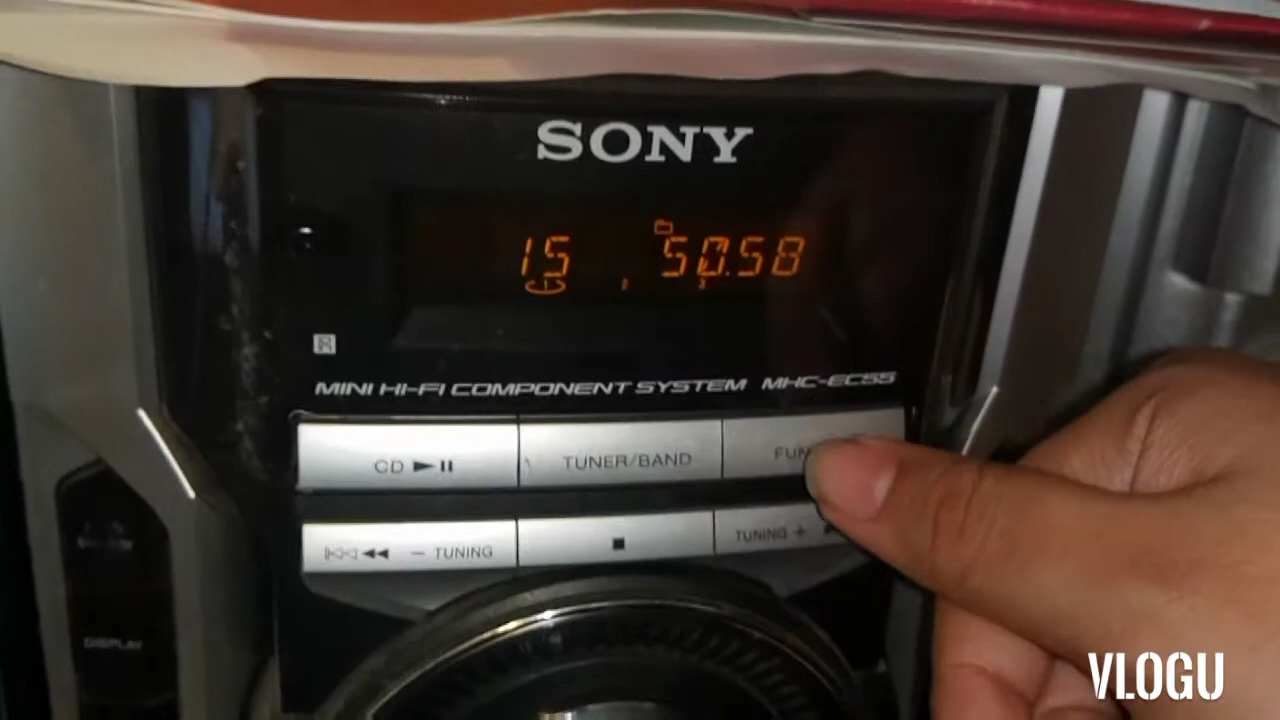 SONY
15 50.58
R
MINI HI-FI COMPONENT SYSTEM MHC-EC55
CD ►II
TUNER/BAND
FUN
|◁◁ ◀◀ – TUNING
■
TUNING +
DISPLAY
VLOGU